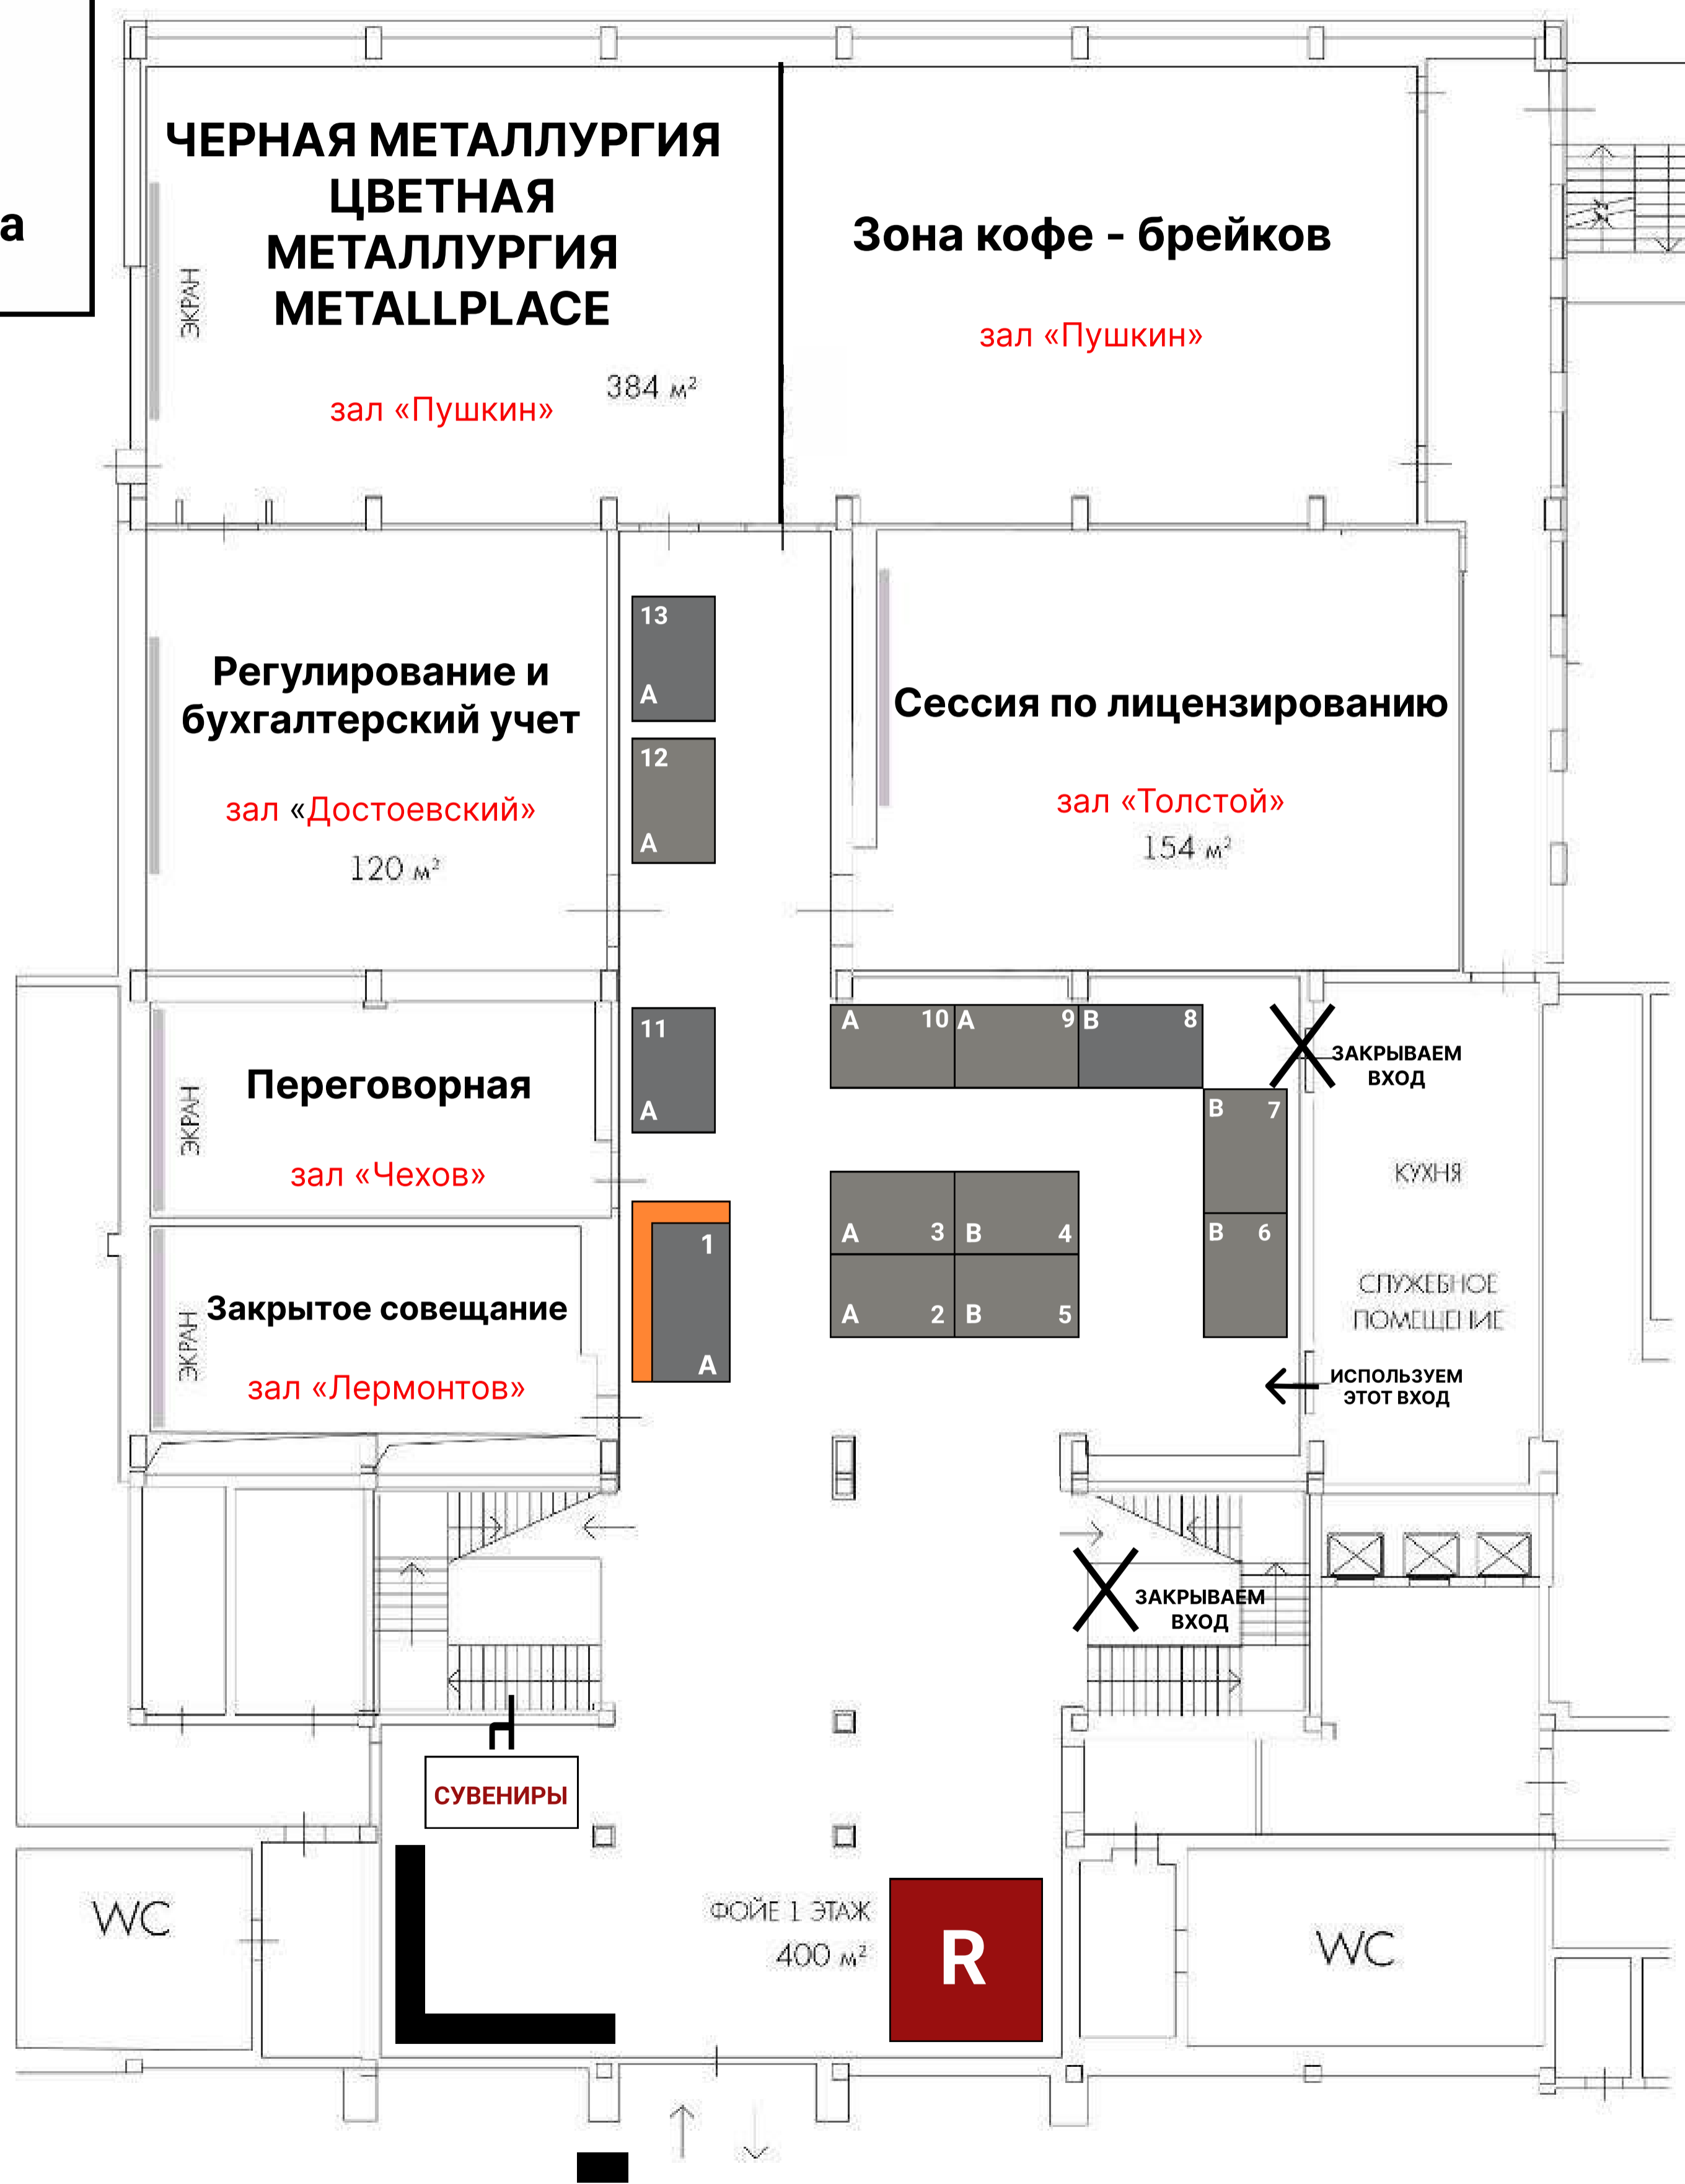 а
ЧЕРНАЯ МЕТАЛЛУРГИЯ
ЦВЕТНАЯ
МЕТАЛЛУРГИЯ
METALLPLACE
ЭКРАН
384 м²
зал «Пушкин»
Зона кофе - брейков
зал «Пушкин»
Регулирование и
бухгалтерский учет
зал «Достоевский»
120 м²
13
A
12
A
Сессия по лицензированию
зал «Толстой»
154 м²
Переговорная
ЭКРАН
зал «Чехов»
11
A
A 10
A 9
B 8
B 7
B 6
ЗАКРЫВАЕМ
ВХОД
КУХНЯ
A 3
B 4
A 2
B 5
1
A
Закрытое совещание
ЭКРАН
зал «Лермонтов»
СЛУЖЕБНОЕ
ПОМЕЩЕНИЕ
ИСПОЛЬЗУЕМ
ЭТОТ ВХОД
ЗАКРЫВАЕМ
ВХОД
СУВЕНИРЫ
WC
ФОЙЕ 1 ЭТАЖ
400 м²
R
WC